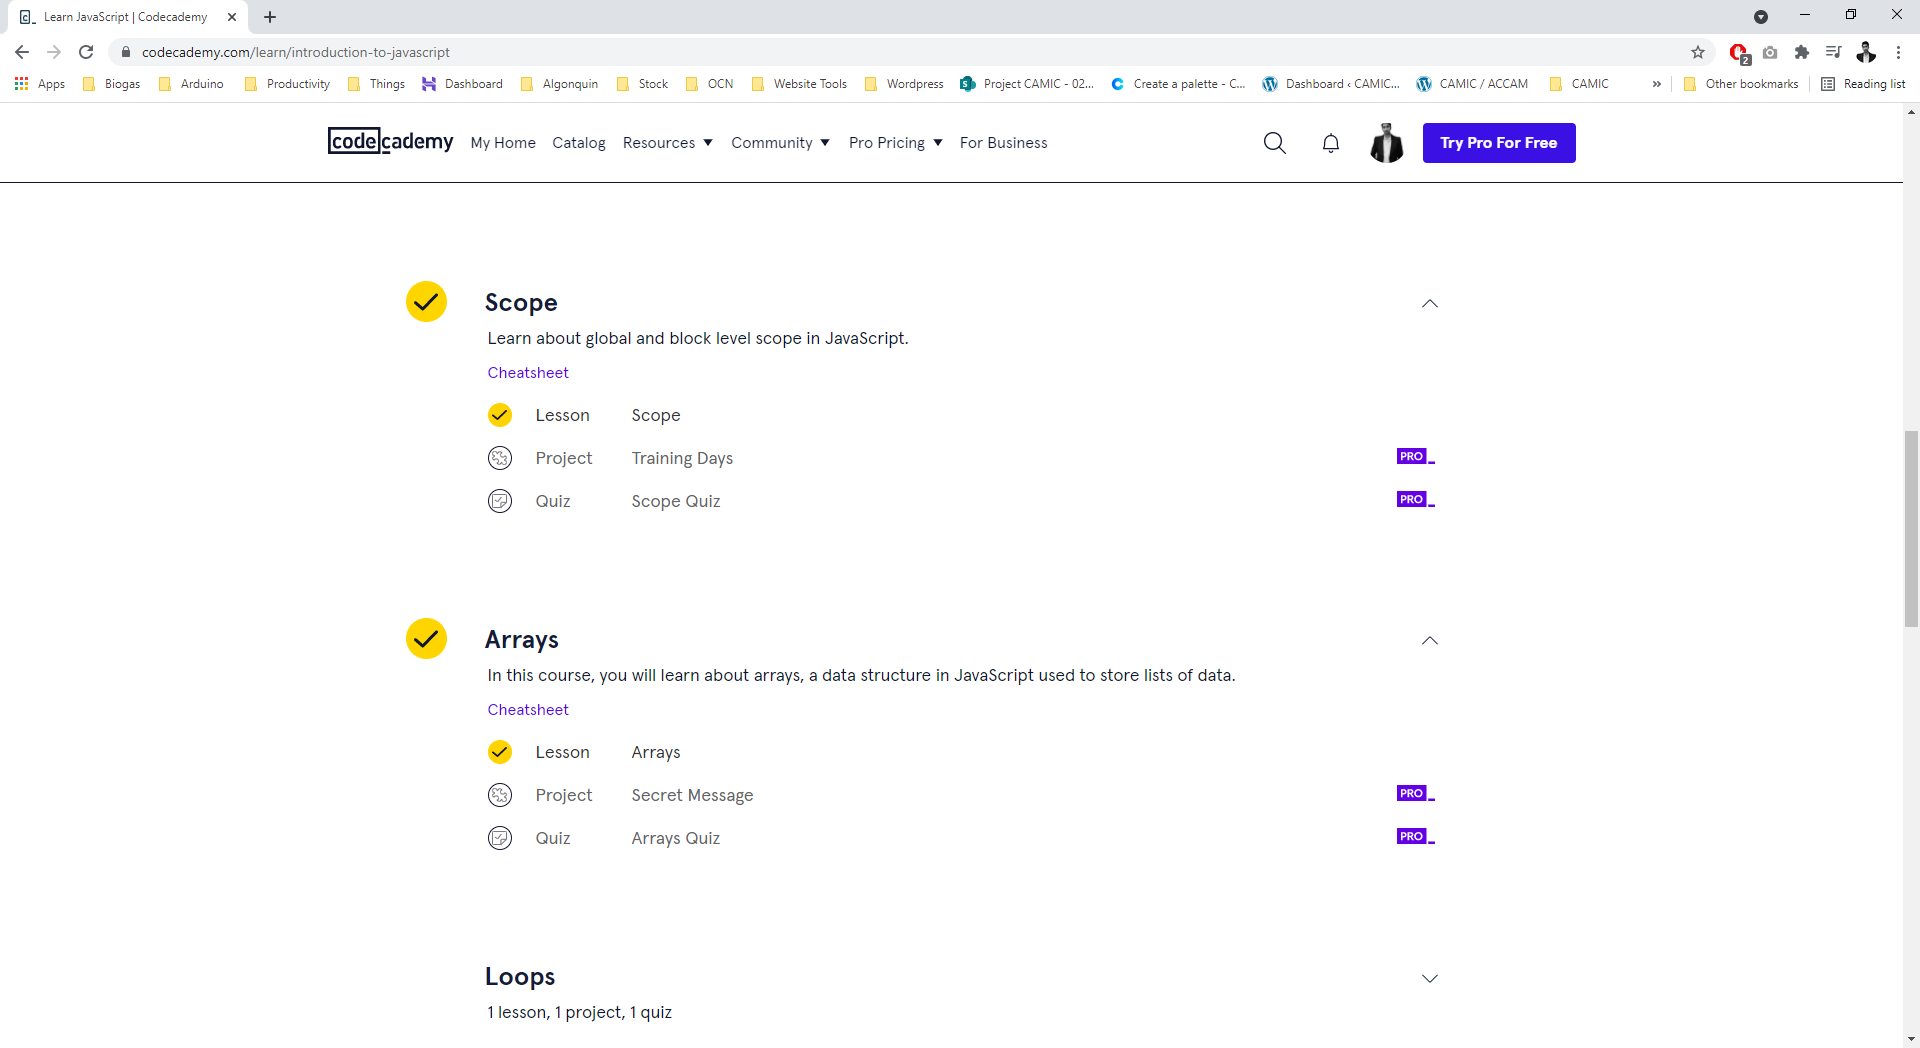 Learn JavaScript | Codecademy
codecademy.com/learn/introduction-to-javascript
2
Apps Biogas Arduino Productivity Things Dashboard Algonquin Stock OCN Website Tools Wordpress Project CAMIC - 02... Create a palette - C... Dashboard ‹ CAMIC... CAMIC / ACCAM CAMIC » Other bookmarks Reading list
codecademy My Home Catalog Resources Community Pro Pricing For Business Try Pro For Free
Scope
Learn about global and block level scope in JavaScript.
Cheatsheet
Lesson Scope
Project Training Days PRO
Quiz Scope Quiz PRO
Arrays
In this course, you will learn about arrays, a data structure in JavaScript used to store lists of data.
Cheatsheet
Lesson Arrays
Project Secret Message PRO
Quiz Arrays Quiz PRO
Loops
1 lesson, 1 project, 1 quiz